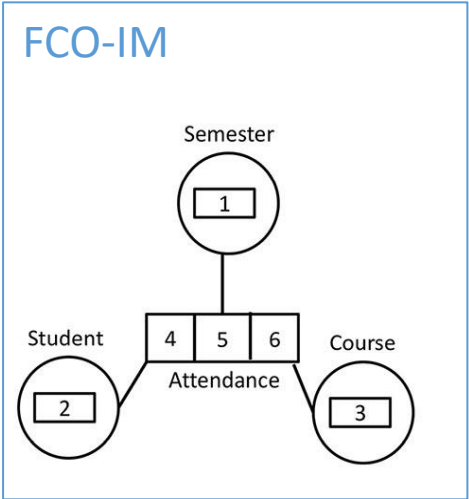 FCO-IM
Semester
1
4 5 6
Student
Course
Attendance
2
3